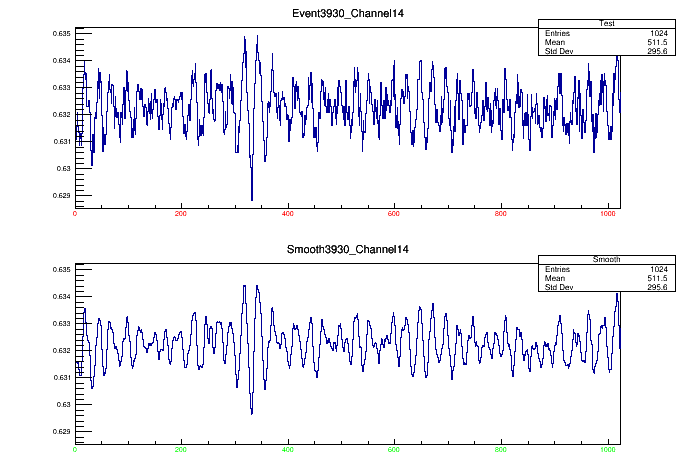 Event3930_Channel14
Test
Entries 1024
Mean 511.5
Std Dev 295.6
0.635
0.634
0.633
0.632
0.631
0.63
0.629
0 200 400 600 800 1000
Smooth3930_Channel14
Smooth
Entries 1024
Mean 511.5
Std Dev 295.6
0.635
0.634
0.633
0.632
0.631
0.63
0.629
0 200 400 600 800 1000